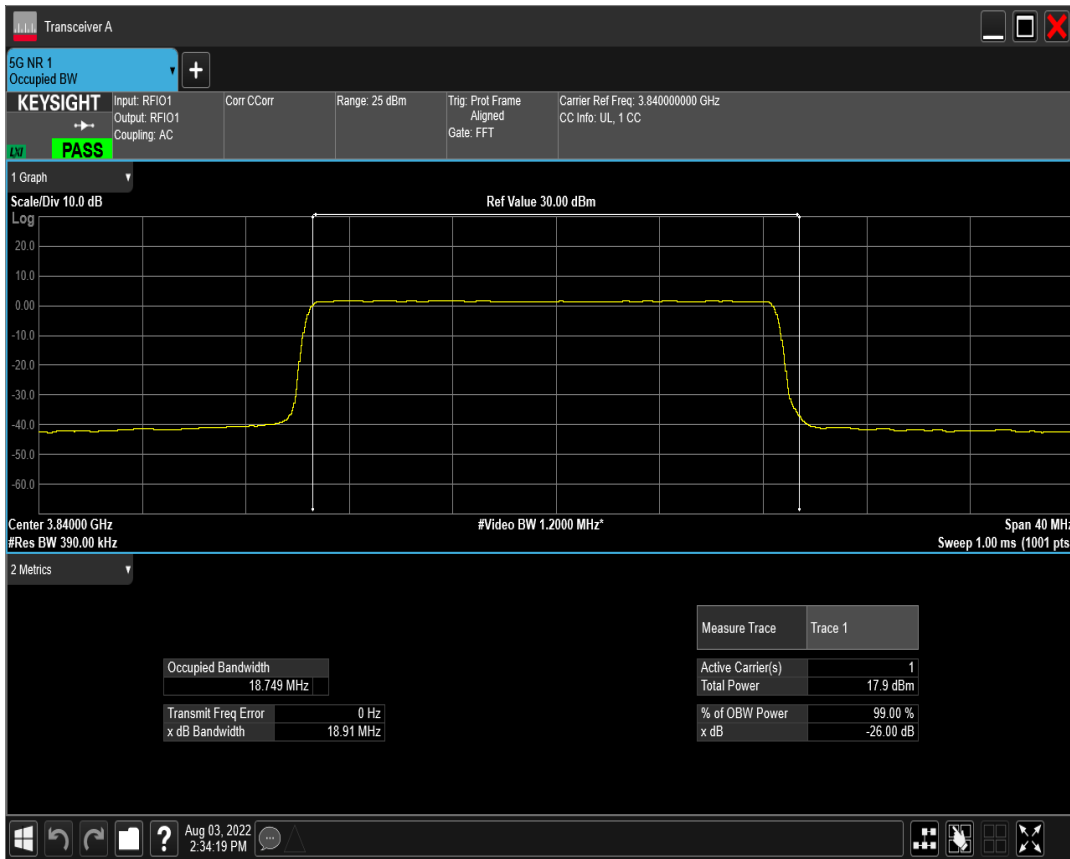 Transceiver A
5G NR 1
Occupied BW
+
KEYSIGHT
LXI
PASS
Input: RFIO1
Output: RFIO1
Coupling: AC
Corr CCorr
Range: 25 dBm
Trig: Prot Frame
Aligned
Gate: FFT
Carrier Ref Freq: 3.840000000 GHz
CC Info: UL, 1 CC
1 Graph
Scale/Div 10.0 dB
Ref Value 30.00 dBm
Log
20.0
10.0
0.00
-10.0
-20.0
-30.0
-40.0
-50.0
-60.0
Center 3.84000 GHz
#Video BW 1.2000 MHz*
Span 40 MHz
#Res BW 390.00 kHz
Sweep 1.00 ms (1001 pts
2 Metrics
Measure Trace Trace 1
Occupied Bandwidth
18.749 MHz
Active Carrier(s) 1
Total Power 17.9 dBm
Transmit Freq Error 0 Hz
x dB Bandwidth 18.91 MHz
% of OBW Power 99.00 %
x dB -26.00 dB
?
Aug 03, 2022
2:34:19 PM